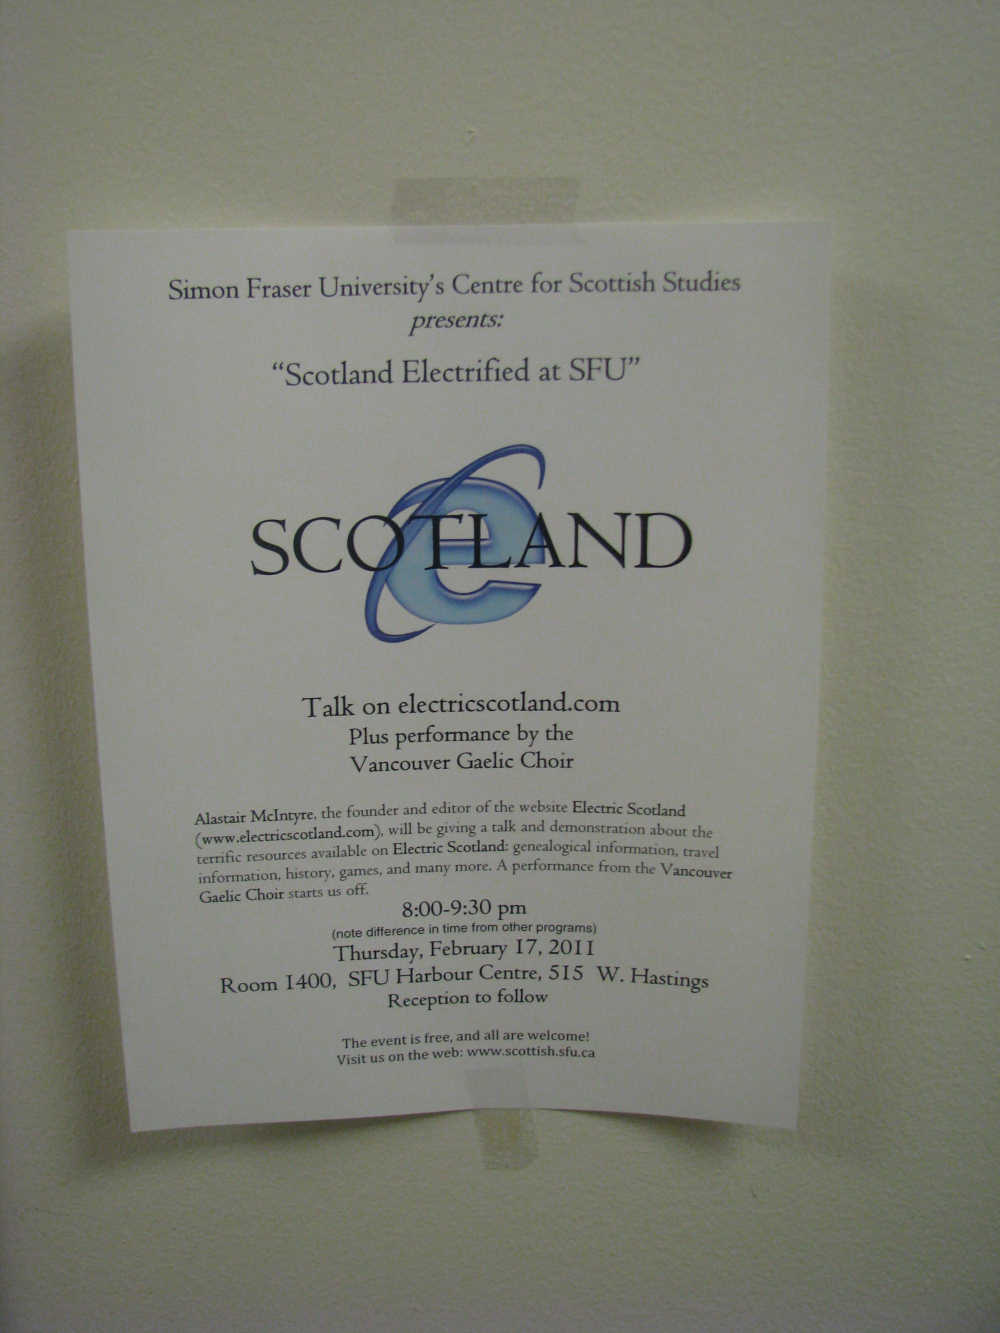 Simon Fraser University's Centre for Scottish Studies
presents:
“Scotland Electrified at SFU”
e
SCOTLAND
Talk on electricscotland.com
Plus performance by the
Vancouver Gaelic Choir
Alastair McIntyre, the founder and editor of the website Electric Scotland
(www.electricscotland.com), will be giving a talk and demonstration about the
terrific resources available on Electric Scotland: genealogical information, travel
information, history, games, and many more. A performance from the Vancouver
Gaelic Choir starts us off.
8:00-9:30 pm
(note difference in time from other programs)
Thursday, February 17, 2011
Room 1400, SFU Harbour Centre, 515 W. Hastings
Reception to follow
The event is free, and all are welcome!
Visit us on the web: www.scottish.sfu.ca